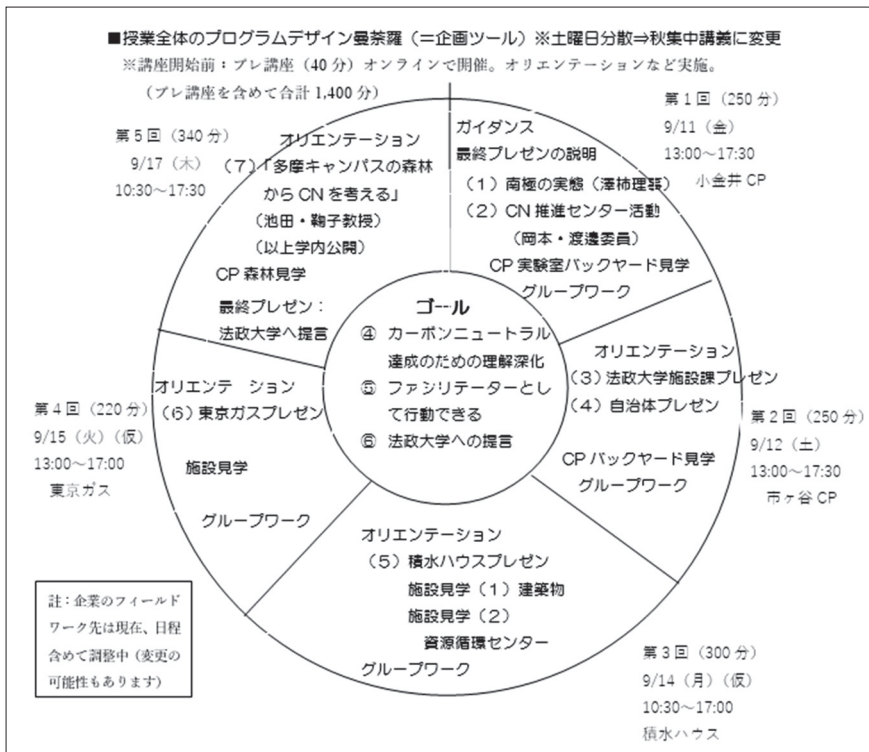 ■授業全体のプログラムデザイン曼荼羅（＝企画ツール）※土曜日分散⇒秋集中講義に変更
※講座開始前：プレ講座（40分）オンラインで開催。オリエンテーションなど実施。
（プレ講座を含めて合計1,400分）
第1回（250分）
9/11（金）
13:00～17:30
小金井CP
ガイダンス
最終プレゼンの説明
（1）南極の実態（澤柿理事）
（2）CN推進センター活動
（岡本・渡邊委員）
CP実験室バックヤード見学
グループワーク
オリエンテーション
（3）法政大学施設課プレゼン
（4）自治体プレゼン
CPバックヤード見学
グループワーク
第2回（250分）
9/12（土）
13:00～17:30
市ヶ谷CP
オリエンテーション
（5）積水ハウスプレゼン
施設見学（1）建築物
施設見学（2）
資源循環センター
グループワーク
第3回（300分）
9/14（月）（仮）
10:30～17:00
積水ハウス
オリエンテ ション
（6）東京ガスプレゼン
施設見学
グループワーク
第4回（220分）
9/15（火）（仮）
13:00～17:00
東京ガス
第5回（340分）
9/17（木）
10:30～17:30
オリエンテーション
（7）「多摩キャンパスの森林
からCNを考える」
（池田・鞠子教授）
（以上学内公開）
CP森林見学
最終プレゼン：
法政大学へ提言
ゴール
④ カーボンニュートラル
達成のための理解深化
⑤ ファシリテーターとし
て行動できる
⑥ 法政大学への提言
註：企業のフィールド
ワーク先は現在、日程
含めて調整中（変更の
可能性もあります）